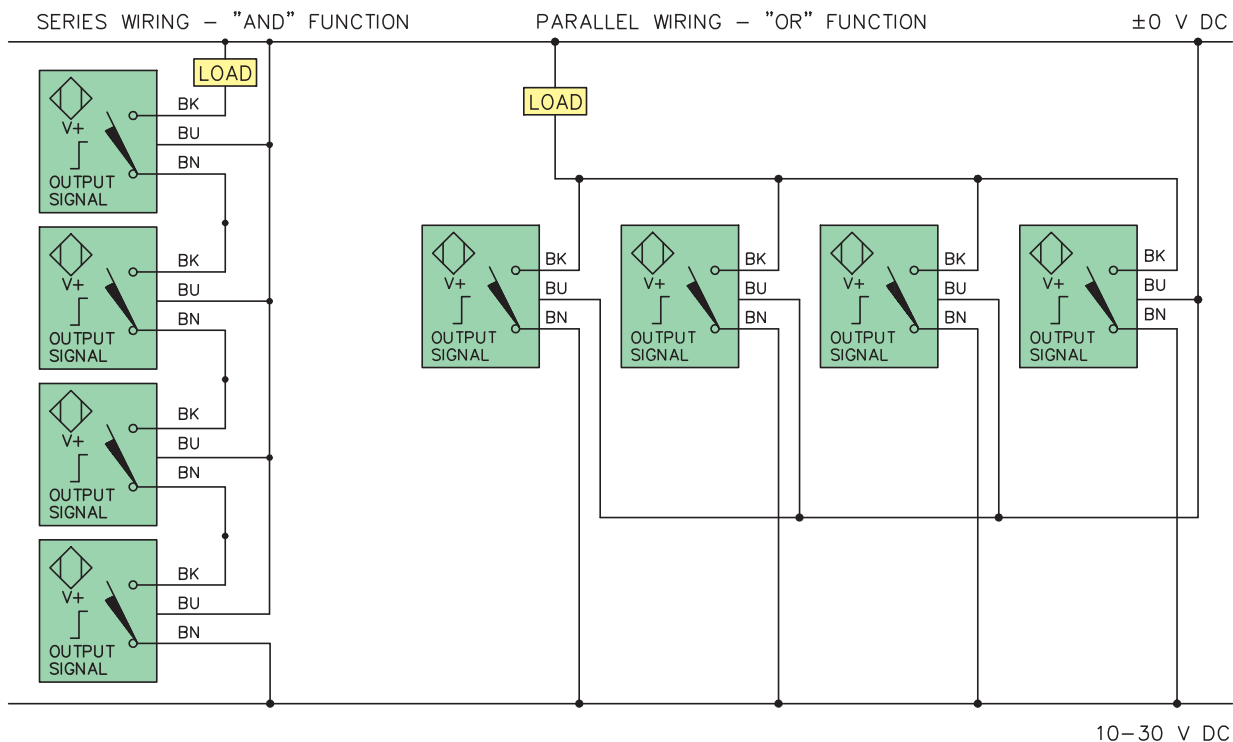 SERIES WIRING - "AND" FUNCTION
PARALLEL WIRING - "OR" FUNCTION
±0 V DC
LOAD
BK
V+
BU
BN
OUTPUT
SIGNAL
BK
V+
BU
BN
OUTPUT
SIGNAL
BK
V+
BU
BN
OUTPUT
SIGNAL
BK
V+
BU
BN
OUTPUT
SIGNAL
LOAD
BK
V+
BU
BN
OUTPUT
SIGNAL
BK
V+
BU
BN
OUTPUT
SIGNAL
BK
V+
BU
BN
OUTPUT
SIGNAL
BK
V+
BU
BN
OUTPUT
SIGNAL
10-30 V DC